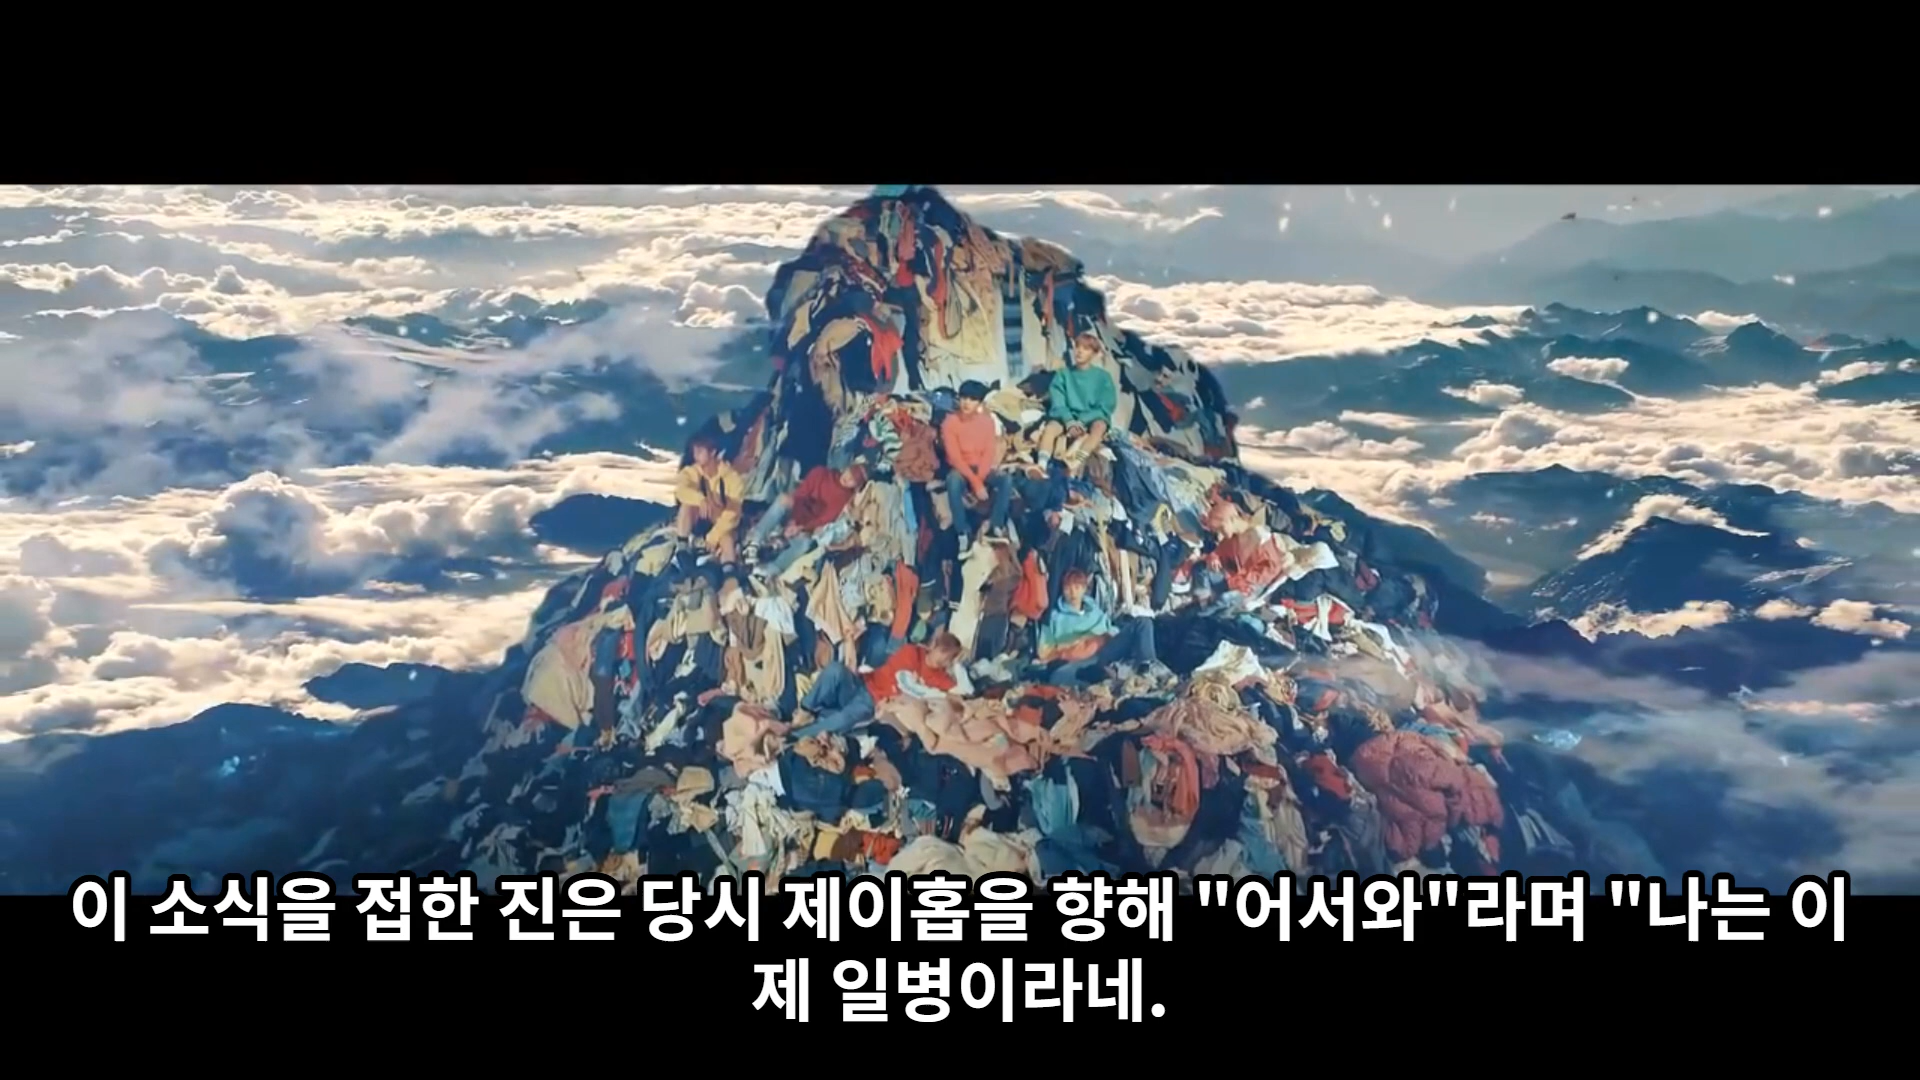 이 소식을 접한 진은 당시 제이홉을 향해 "어서와"라며 "나는 이
제 일병이라네.